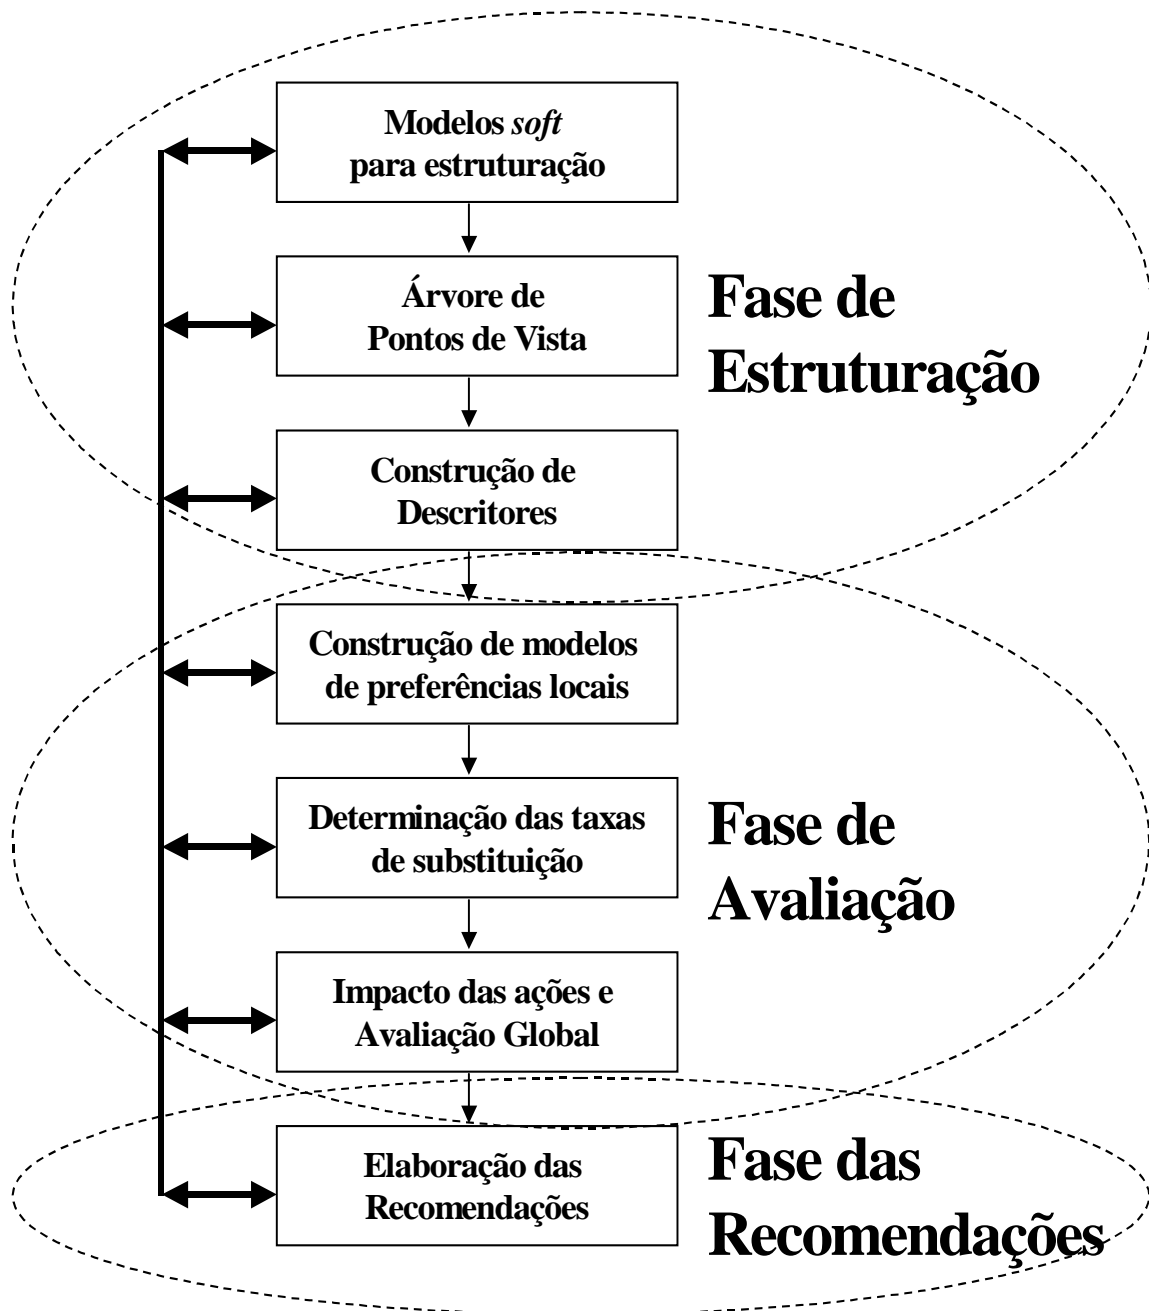 Modelos soft
para estruturação
Árvore de
Pontos de Vista
Fase de
Estruturação
Construção de
Descritores
Construção de modelos
de preferências locais
Determinação das taxas
de substituição
Fase de
Avaliação
Impacto das ações e
Avaliação Global
Elaboração das
Recomendações
Fase das
Recomendações